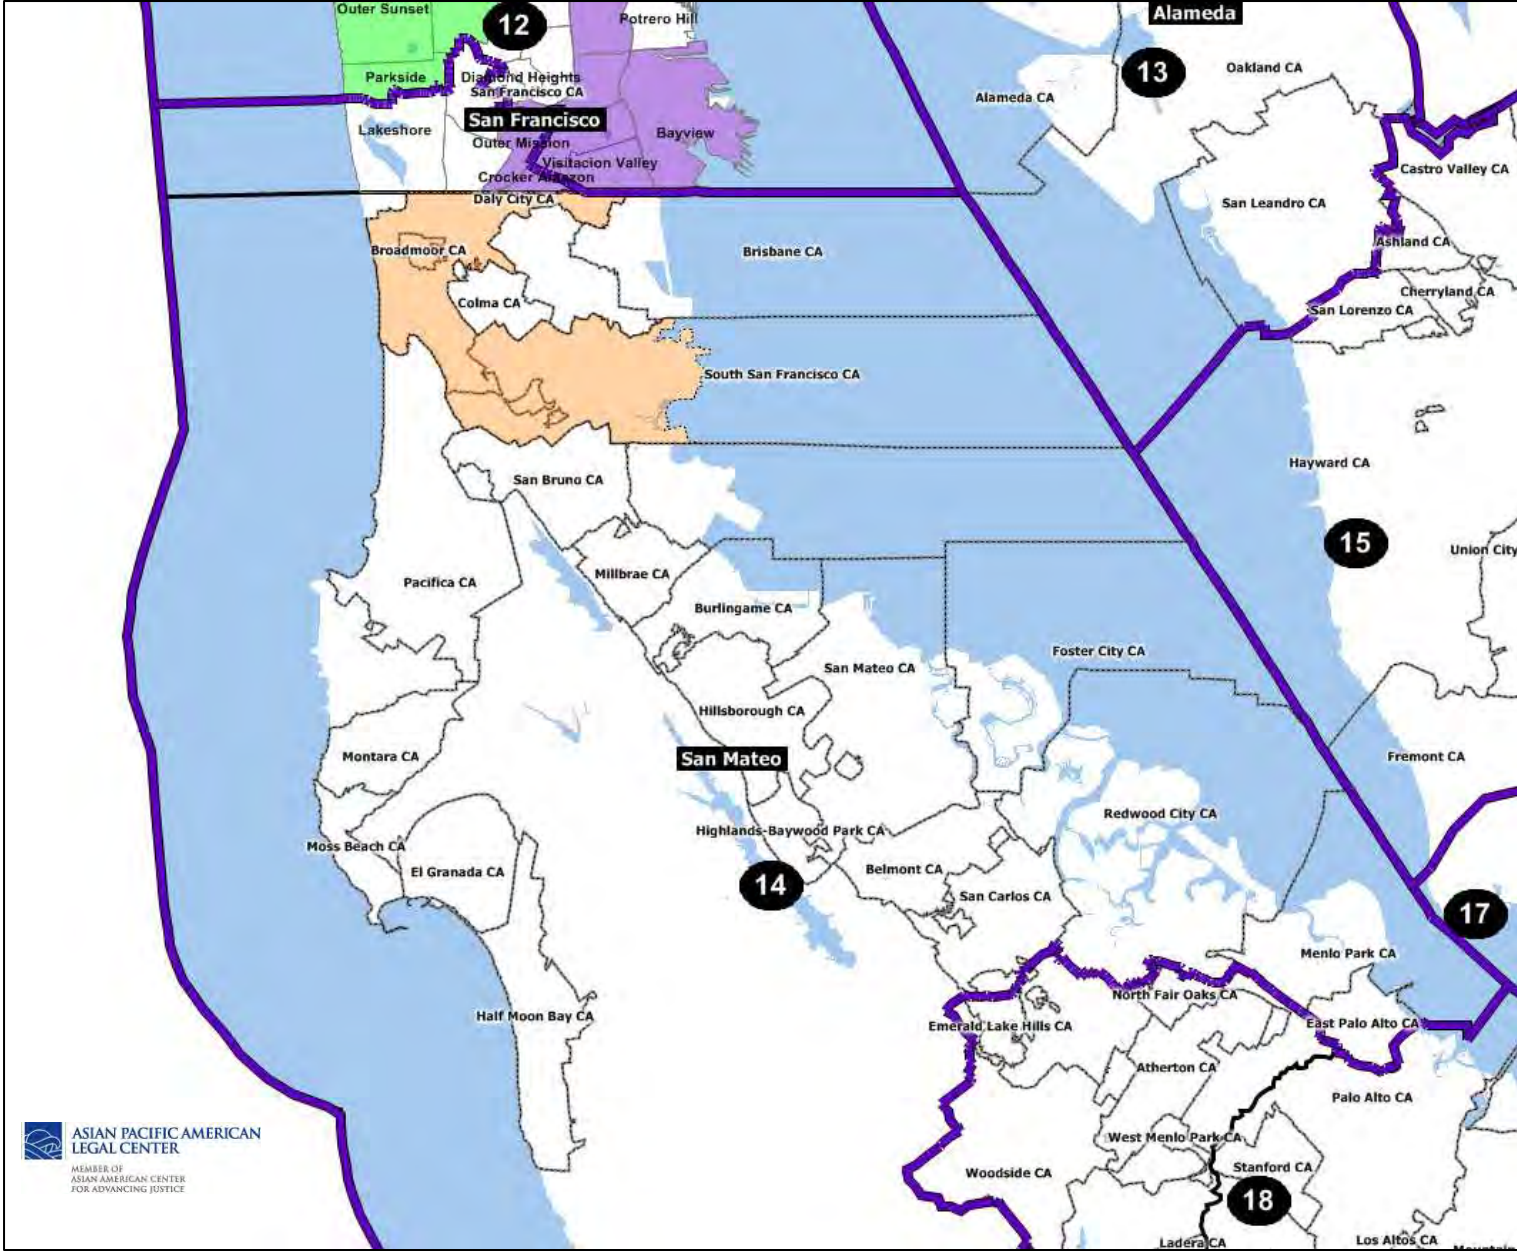 Outer Sunset
12
Potrero Hill
Alameda
13
Oakland CA
Parkside
Diamond Heights
San Francisco CA
Alameda CA
San Francisco
Lakeshore
Bayview
Outer Mission
Visitacion Valley
Crocker Amazon
Castro Valley CA
Daly City CA
San Leandro CA
Broadmoor CA
Brisbane CA
Ashland CA
Colma CA
Cherryland CA
San Lorenzo CA
South San Francisco CA
Hayward CA
San Bruno CA
15
Union City
Millbrae CA
Pacifica CA
Burlingame CA
Foster City CA
San Mateo CA
Hillsborough CA
San Mateo
Montara CA
Fremont CA
Redwood City CA
Highlands-Baywood Park CA
Moss Beach CA
Belmont CA
El Granada CA
14
San Carlos CA
17
Menlo Park CA
North Fair Oaks CA
Half Moon Bay CA
Emerald Lake Hills CA
East Palo Alto CA
Atherton CA
Palo Alto CA
ASIAN PACIFIC AMERICAN
LEGAL CENTER
MEMBER OF
ASIAN AMERICAN CENTER
FOR ADVANCING JUSTICE
West Menlo Park CA
Woodside CA
Stanford CA
18
Ladera CA
Los Altos CA